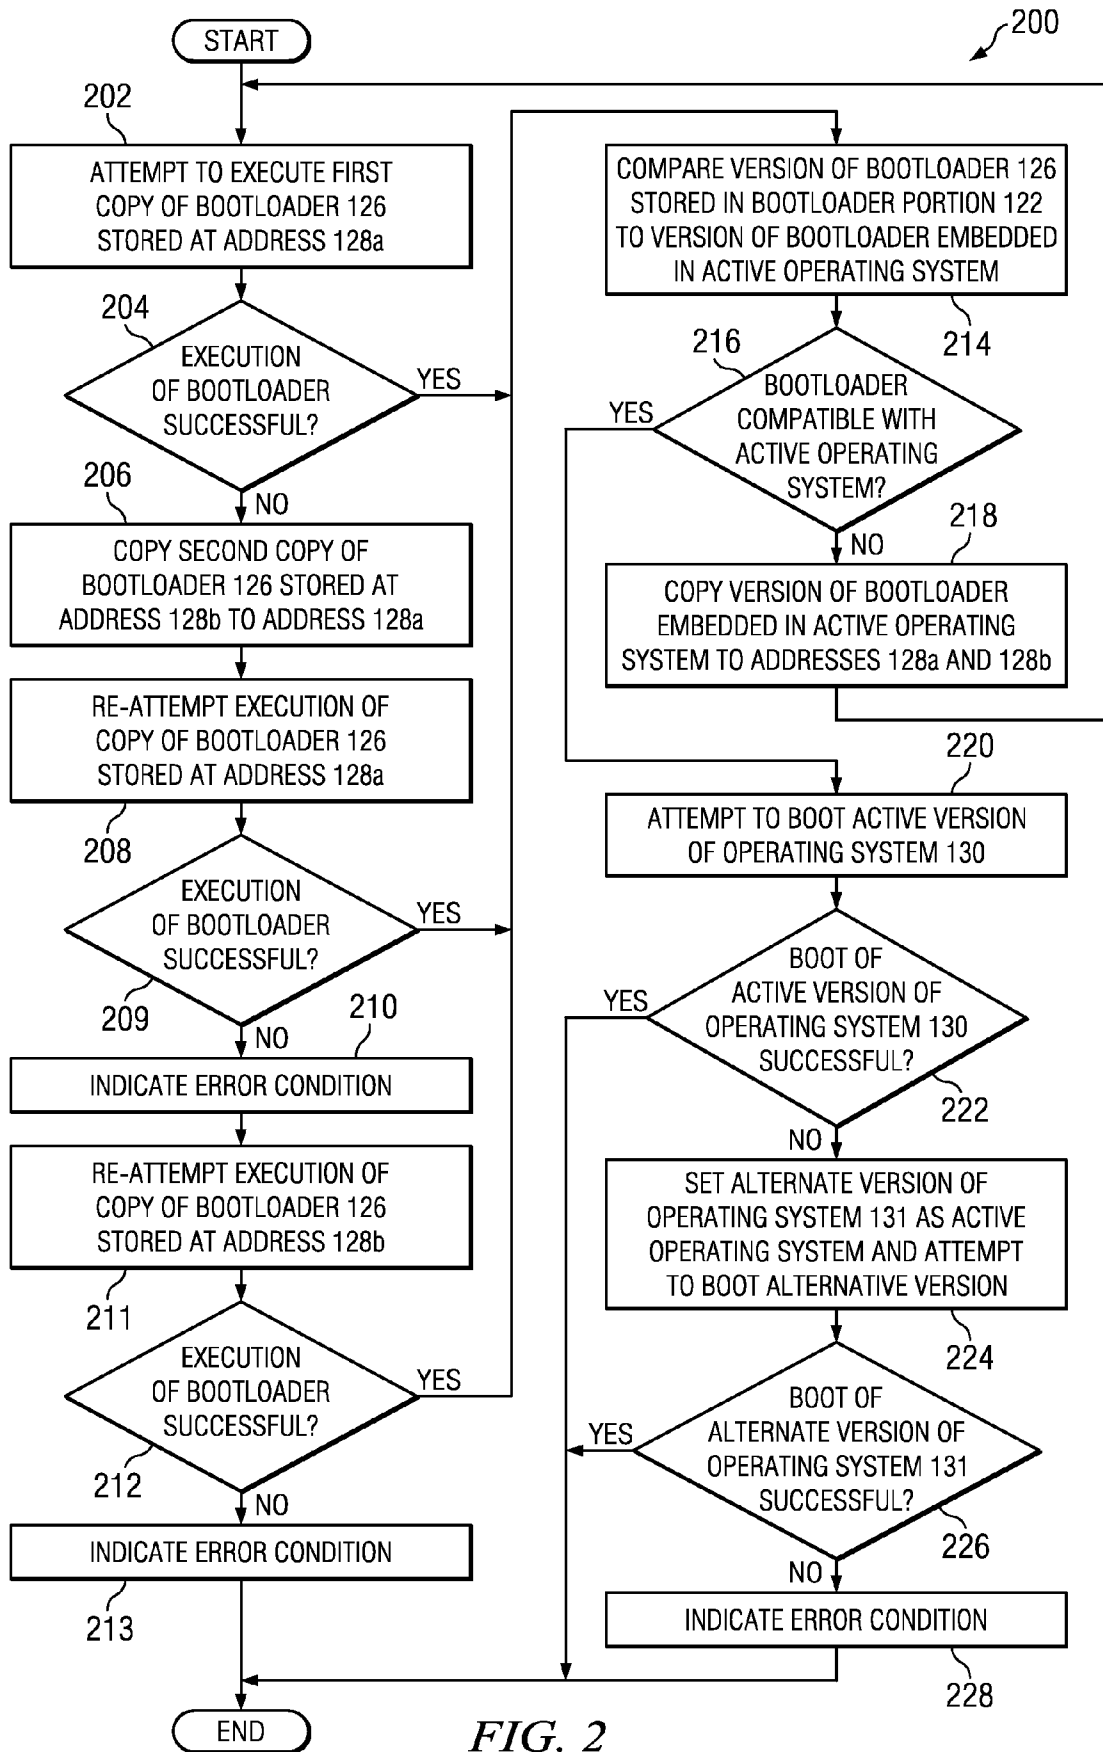 START
200
202
ATTEMPT TO EXECUTE FIRST
COPY OF BOOTLOADER 126
STORED AT ADDRESS 128a
204
EXECUTION
OF BOOTLOADER
SUCCESSFUL?
YES
NO
206
COPY SECOND COPY OF
BOOTLOADER 126 STORED AT
ADDRESS 128b TO ADDRESS 128a
RE-ATTEMPT EXECUTION OF
COPY OF BOOTLOADER 126
STORED AT ADDRESS 128a
208
EXECUTION
OF BOOTLOADER
SUCCESSFUL?
YES
209
NO
210
INDICATE ERROR CONDITION
RE-ATTEMPT EXECUTION OF
COPY OF BOOTLOADER 126
STORED AT ADDRESS 128b
211
EXECUTION
OF BOOTLOADER
SUCCESSFUL?
YES
212
NO
INDICATE ERROR CONDITION
213
END
COMPARE VERSION OF BOOTLOADER 126
STORED IN BOOTLOADER PORTION 122
TO VERSION OF BOOTLOADER EMBEDDED
IN ACTIVE OPERATING SYSTEM
214
216
BOOTLOADER
COMPATIBLE WITH
ACTIVE OPERATING
SYSTEM?
YES
NO
218
COPY VERSION OF BOOTLOADER
EMBEDDED IN ACTIVE OPERATING
SYSTEM TO ADDRESSES 128a AND 128b
220
ATTEMPT TO BOOT ACTIVE VERSION
OF OPERATING SYSTEM 130
BOOT OF
ACTIVE VERSION OF
OPERATING SYSTEM 130
SUCCESSFUL?
YES
222
NO
SET ALTERNATE VERSION OF
OPERATING SYSTEM 131 AS ACTIVE
OPERATING SYSTEM AND ATTEMPT
TO BOOT ALTERNATIVE VERSION
224
BOOT OF
ALTERNATE VERSION OF
OPERATING SYSTEM 131
SUCCESSFUL?
YES
226
NO
INDICATE ERROR CONDITION
228
FIG. 2